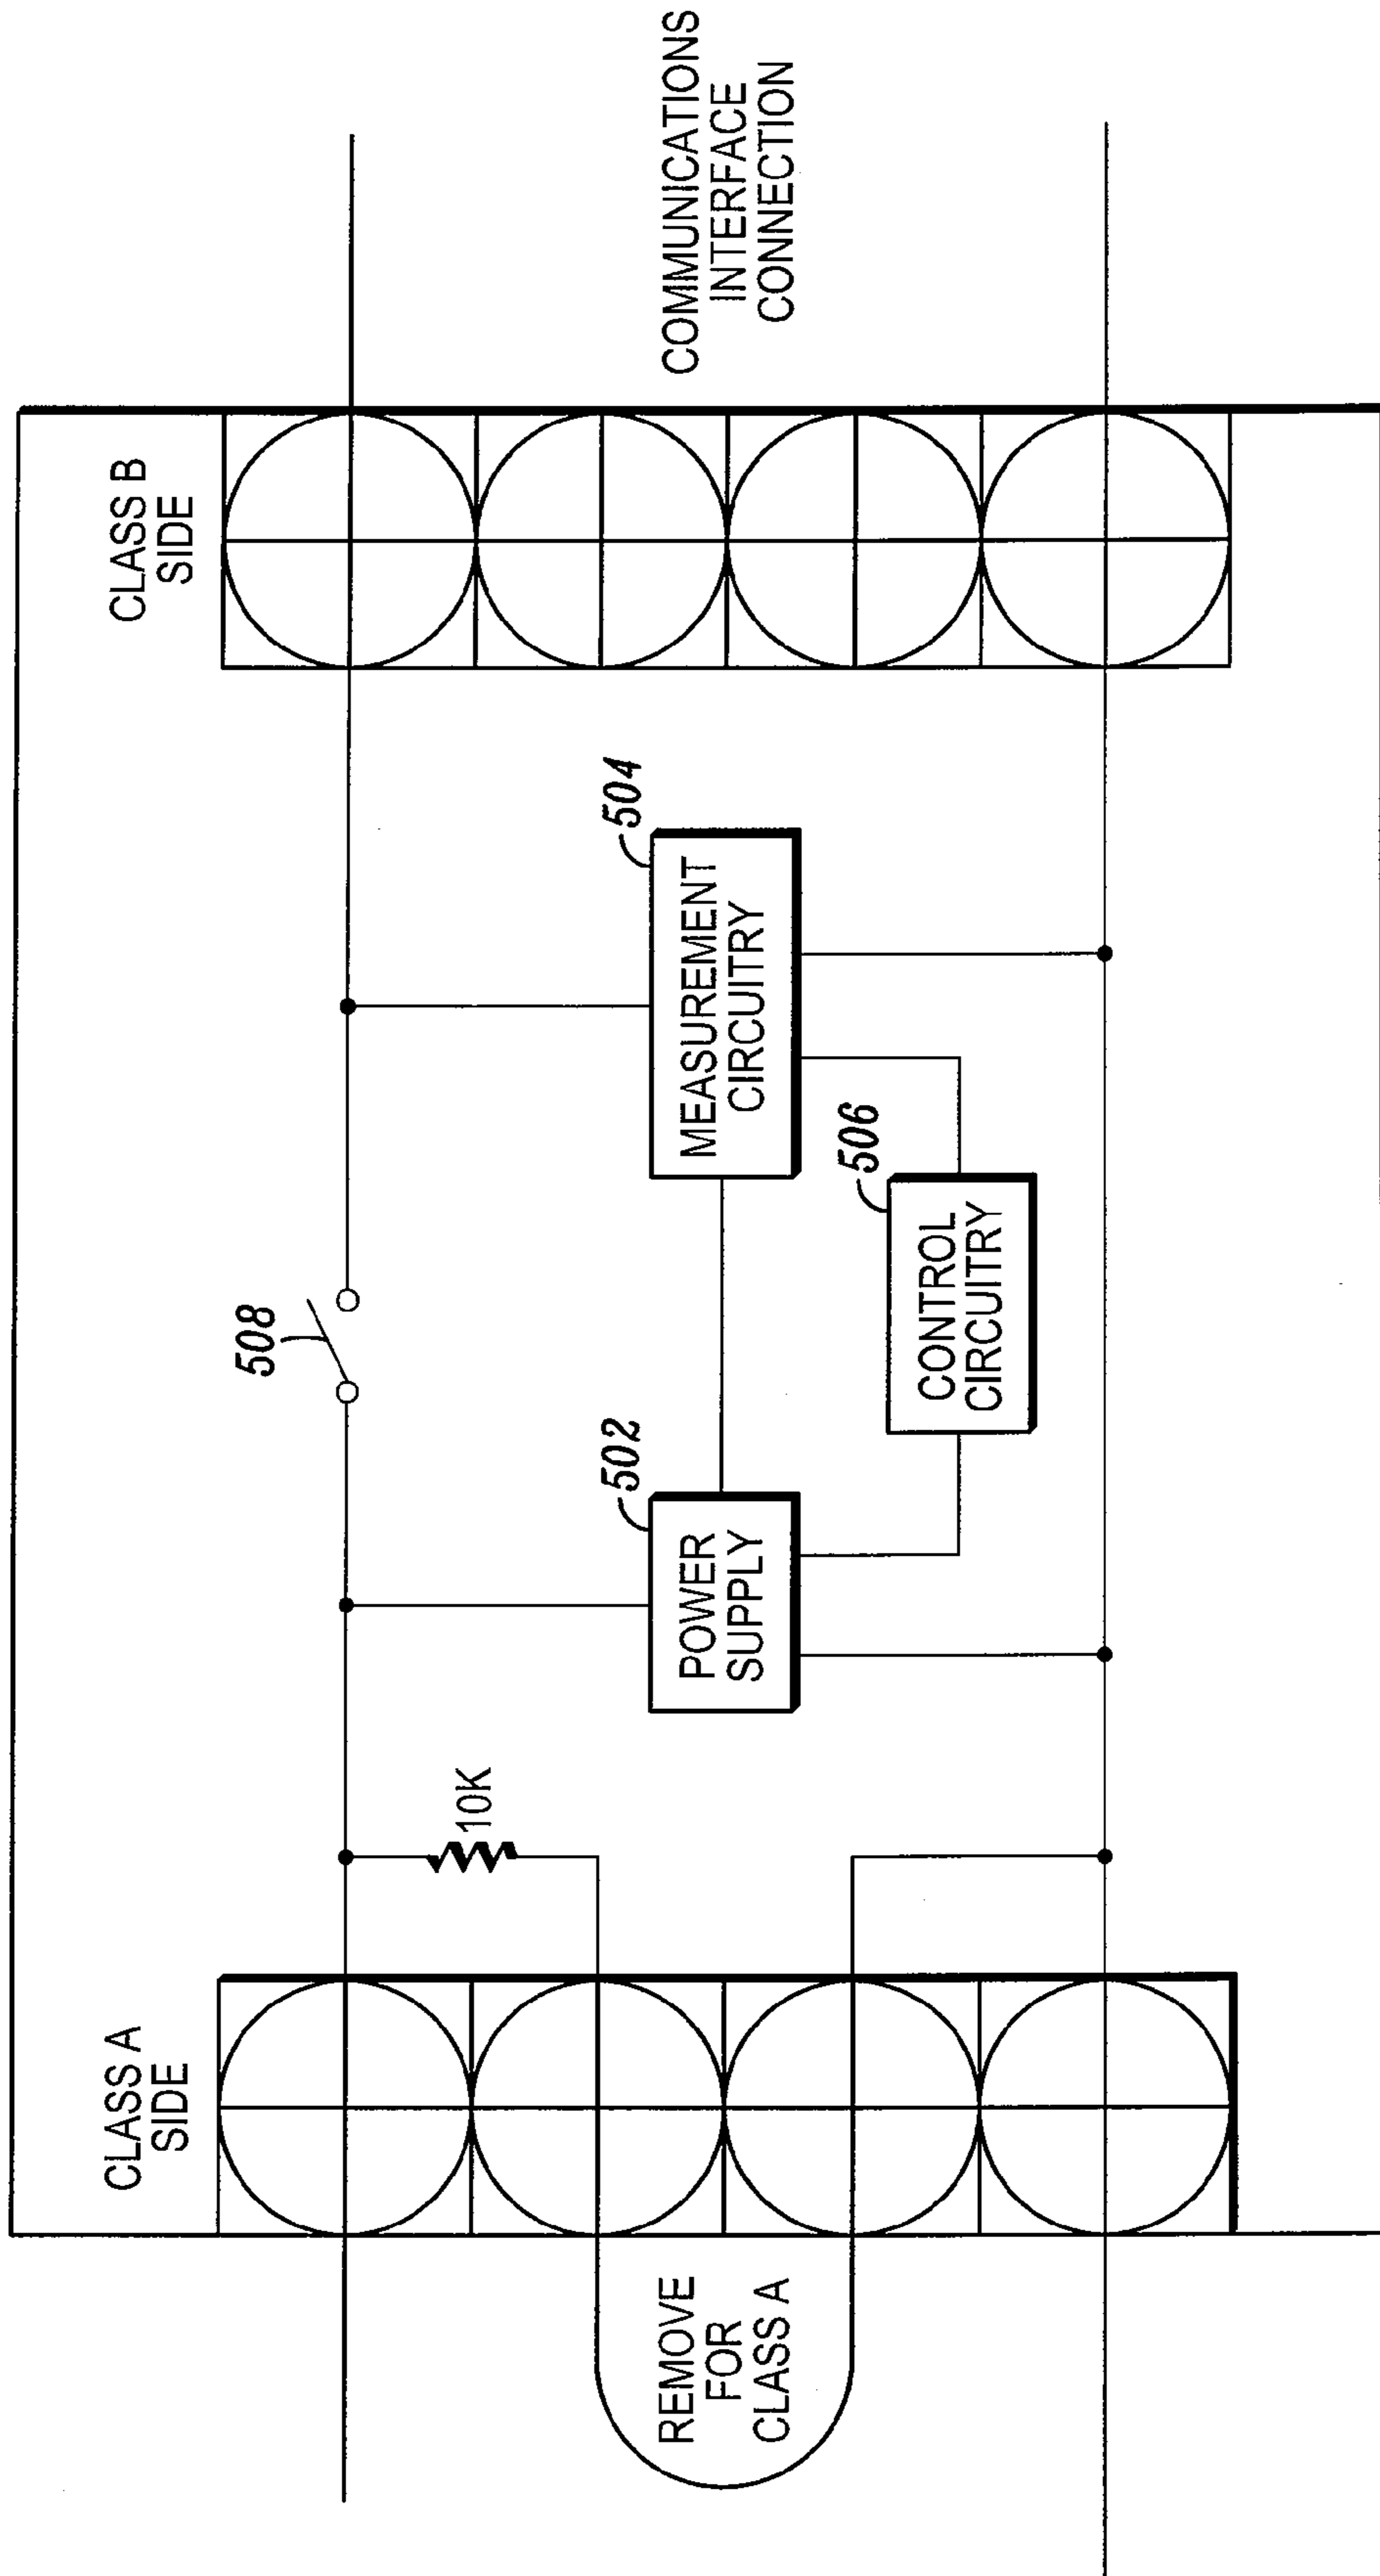 CLASS A
SIDE
CLASS B
SIDE
508
10K
502
504
POWER
SUPPLY
MEASUREMENT
CIRCUITRY
506
CONTROL
CIRCUITRY
REMOVE
FOR
CLASS A
COMMUNICATIONS
INTERFACE
CONNECTION